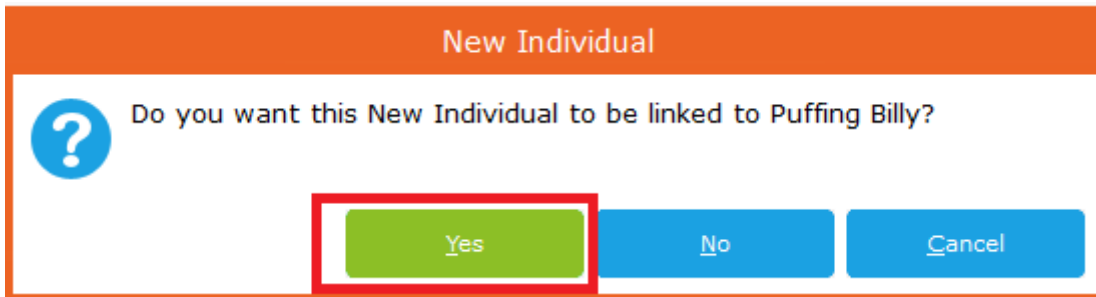 New Individual
Do you want this New Individual to be linked to Puffing Billy?
Yes
No
Cancel